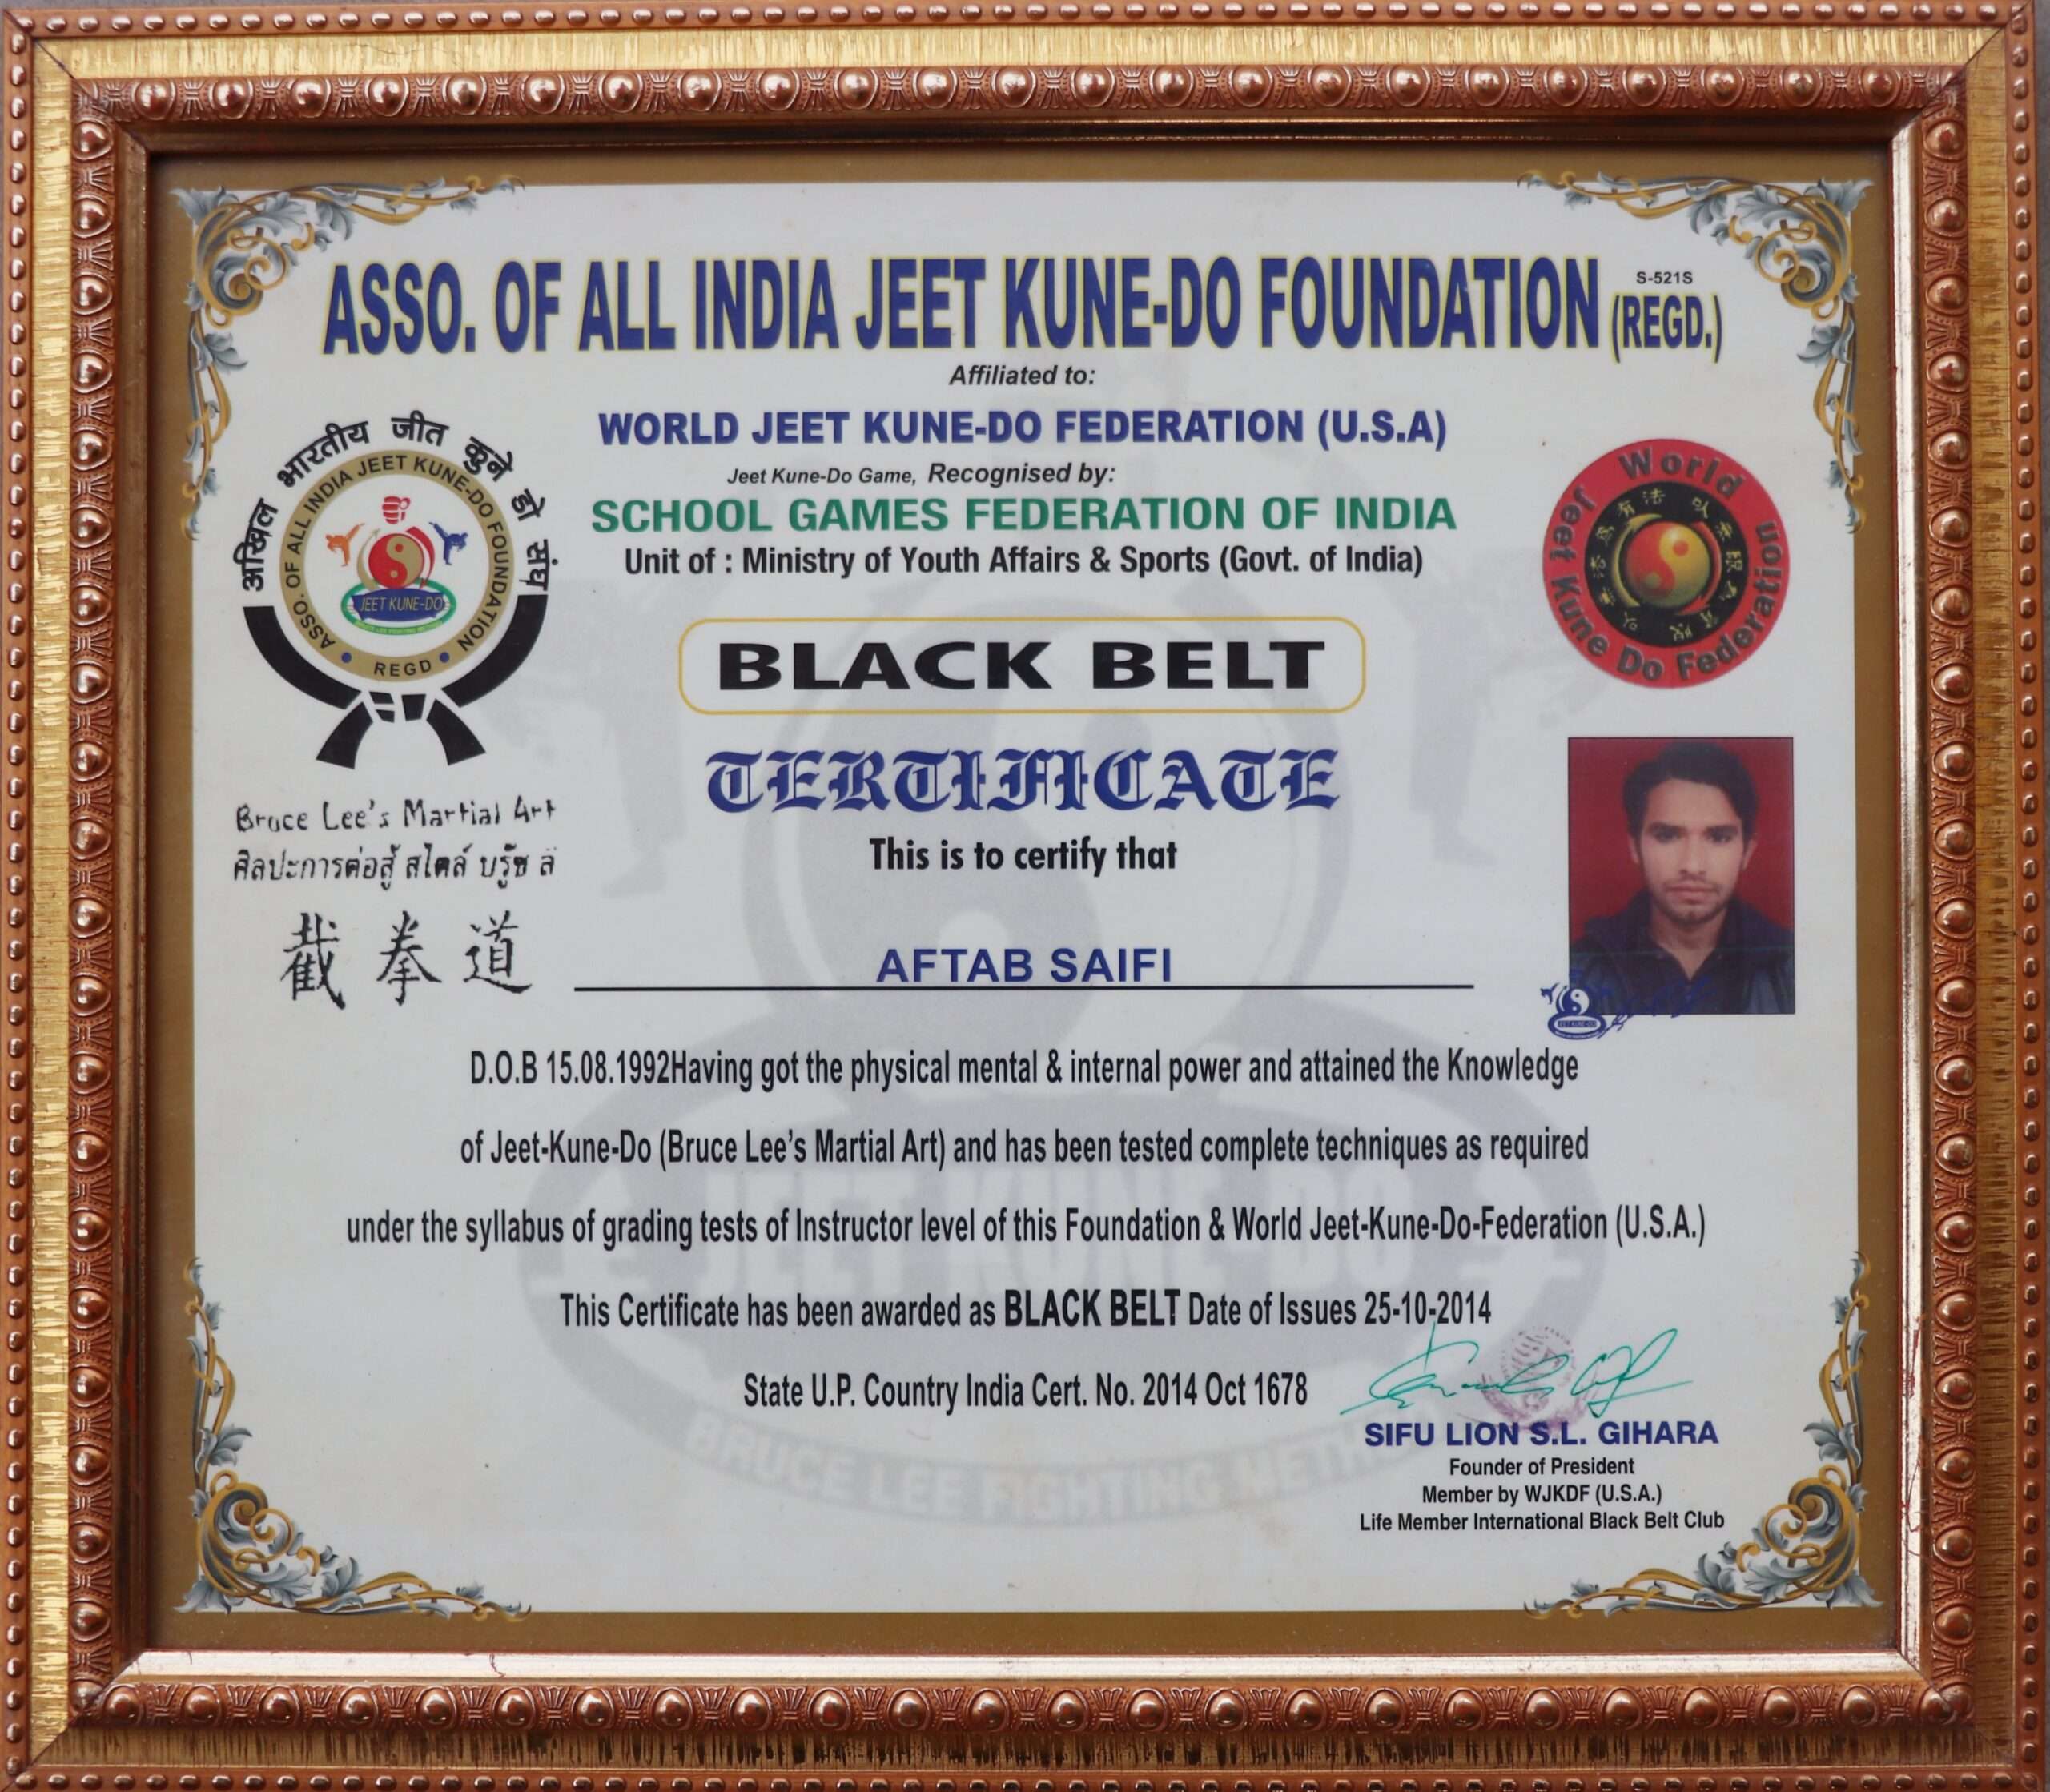 ASSO. OF ALL INDIA JEET KUNE-DO FOUNDATION (REGD.)
S-521S
Affiliated to:
WORLD JEET KUNE-DO FEDERATION (U.S.A)
Jeet Kune-Do Game, Recognised by:
SCHOOL GAMES FEDERATION OF INDIA
Unit of : Ministry of Youth Affairs & Sports (Govt. of India)
अखिल भारतीय जीत कुने डो संघ
ASSO. OF ALL INDIA JEET KUNE-DO FOUNDATION
REGD
JEET KUNE-DO
World Jeet Kune Do Federation
BLACK BELT
CERTIFICATE
Bruce Lee's Martial Art
ศิลปะการต่อสู้ สไตล์ บรู๊ซ ลี
截拳道
This is to certify that
AFTAB SAIFI
D.O.B 15.08.1992Having got the physical mental & internal power and attained the Knowledge
of Jeet-Kune-Do (Bruce Lee's Martial Art) and has been tested complete techniques as required
under the syllabus of grading tests of Instructor level of this Foundation & World Jeet-Kune-Do-Federation (U.S.A.)
This Certificate has been awarded as BLACK BELT Date of Issues 25-10-2014
State U.P. Country India Cert. No. 2014 Oct 1678
SIFU LION S.L. GIHARA
Founder of President
Member by WJKDF (U.S.A.)
Life Member International Black Belt Club
JEET KUNE DO
BRUCE LEE FIGHTING